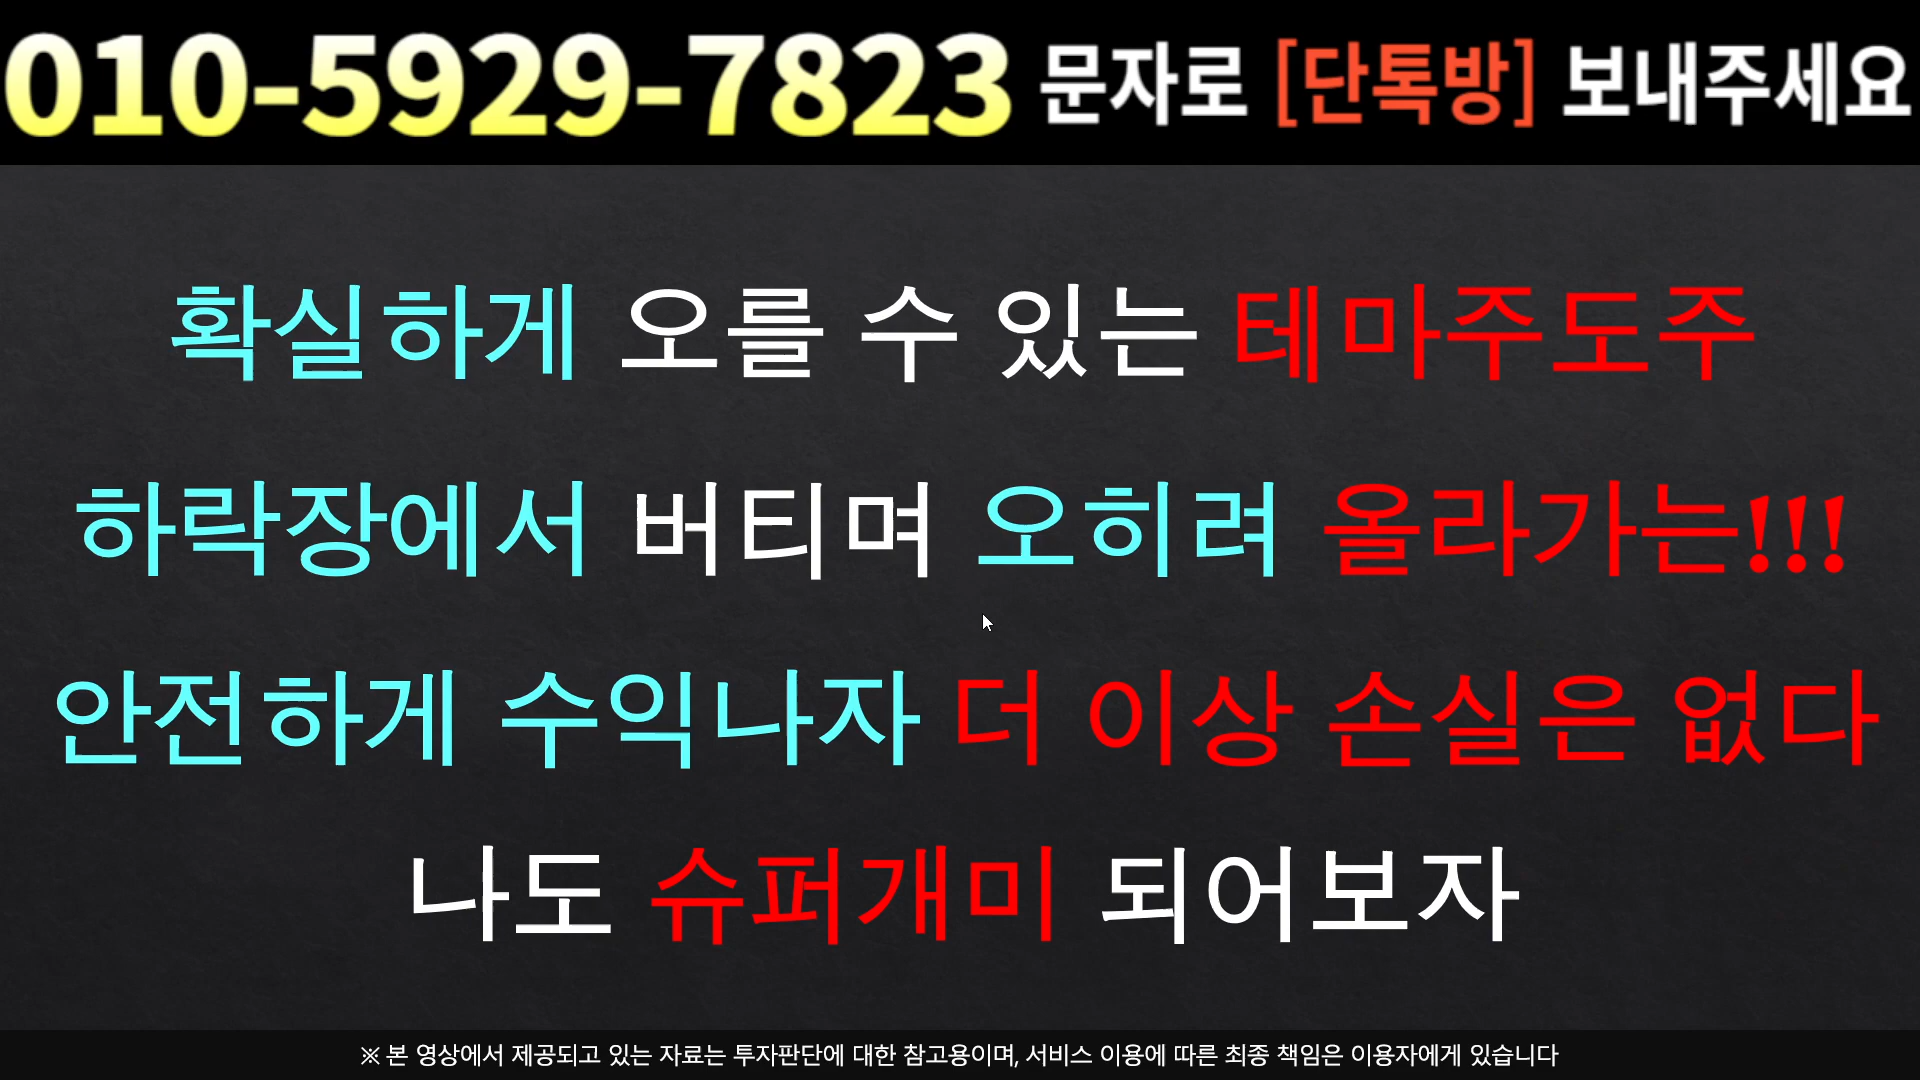 010-5929-7823 문자로 [단톡방] 보내주세요
확실하게 오를 수 있는 테마주도주
하락장에서 버티며 오히려 올라가는!!!
안전하게 수익나자 더 이상 손실은 없다
나도 슈퍼개미 되어보자
※ 본 영상에서 제공되고 있는 자료는 투자판단에 대한 참고용이며, 서비스 이용에 따른 최종 책임은 이용자에게 있습니다